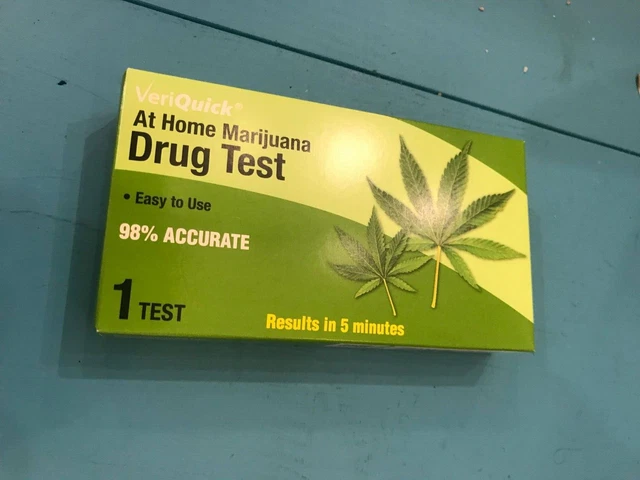 VeriQuick®
At Home Marijuana
Drug Test
• Easy to Use
98% ACCURATE
1 TEST
Results in 5 minutes